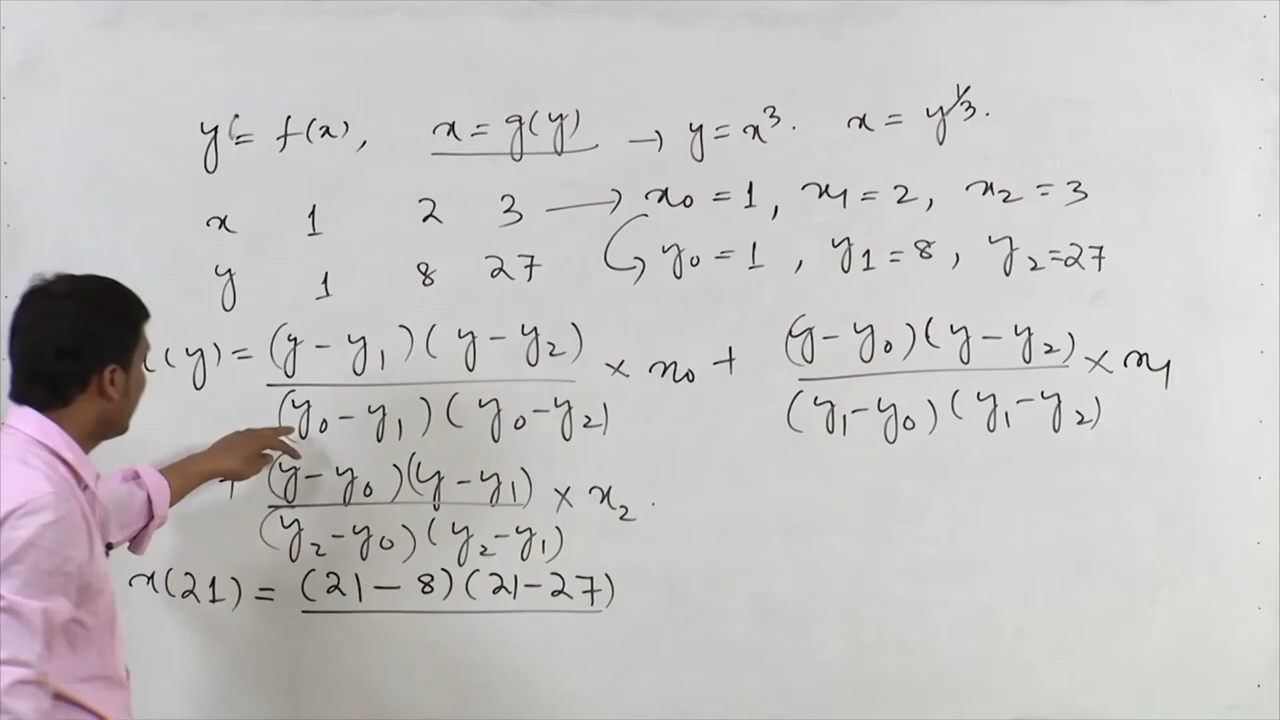 y = f(x), x = g(y) → y = x³. x = y^{1/3}.
x 1 2 3 → x₀ = 1, x₁ = 2, x₂ = 3
y 1 8 27 → y₀ = 1, y₁ = 8, y₂ = 27
(y) = (y - y₁)(y - y₂) / (y₀ - y₁)(y₀ - y₂) × x₀ + (y - y₀)(y - y₂) / (y₁ - y₀)(y₁ - y₂) × x₁
+ (y - y₀)(y - y₁) / (y₂ - y₀)(y₂ - y₁) × x₂.
x(21) = (21 - 8)(21 - 27)